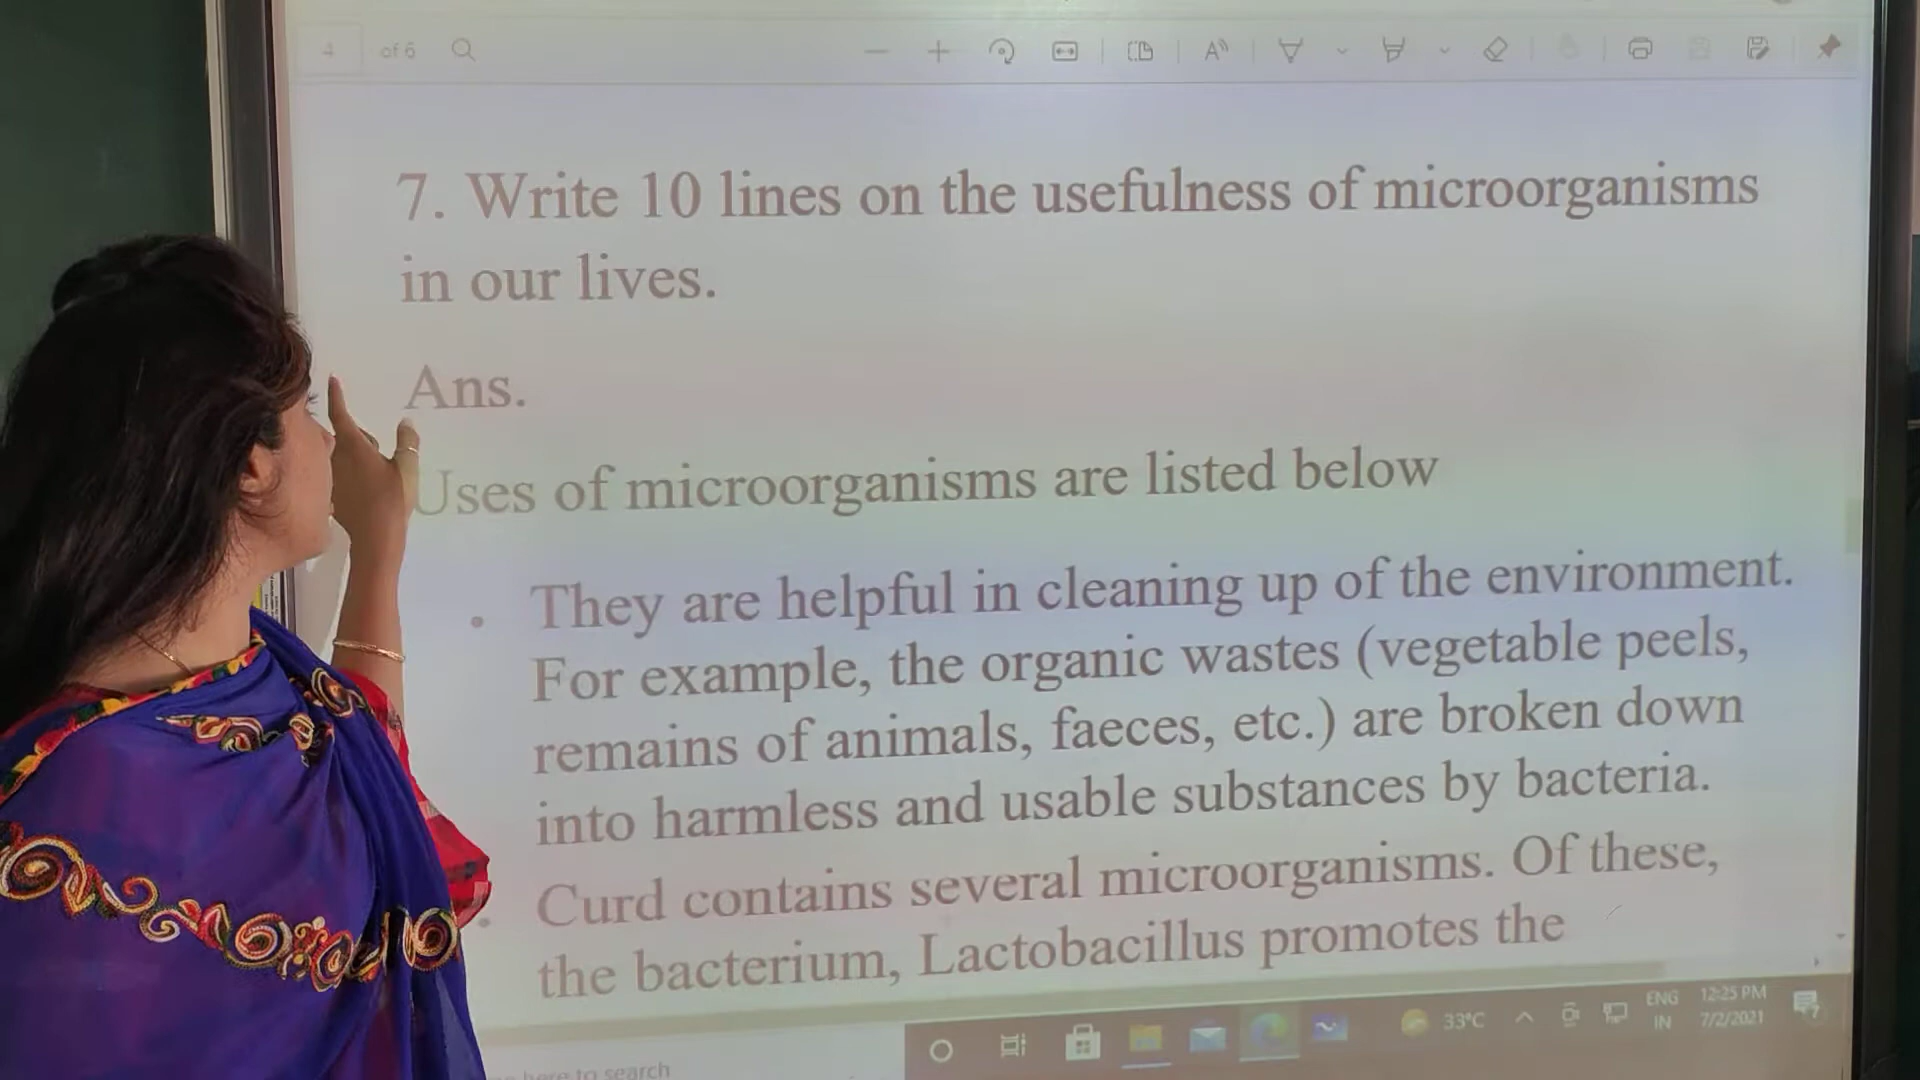 4 of 6
7. Write 10 lines on the usefulness of microorganisms
in our lives.
Ans.
Uses of microorganisms are listed below
• They are helpful in cleaning up of the environment.
For example, the organic wastes (vegetable peels,
remains of animals, faeces, etc.) are broken down
into harmless and usable substances by bacteria.
• Curd contains several microorganisms. Of these,
the bacterium, Lactobacillus promotes the
33°C ENG 12:25 PM
IN 7/2/2021
here to search